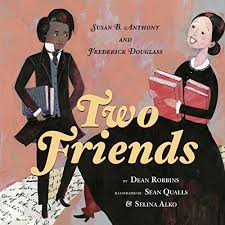 SUSAN B. ANTHONY
AND
FREDERICK DOUGLASS
Two
Friends
BY DEAN ROBBINS
ILLUSTRATED BY SEAN QUALLS
& SELINA ALKO